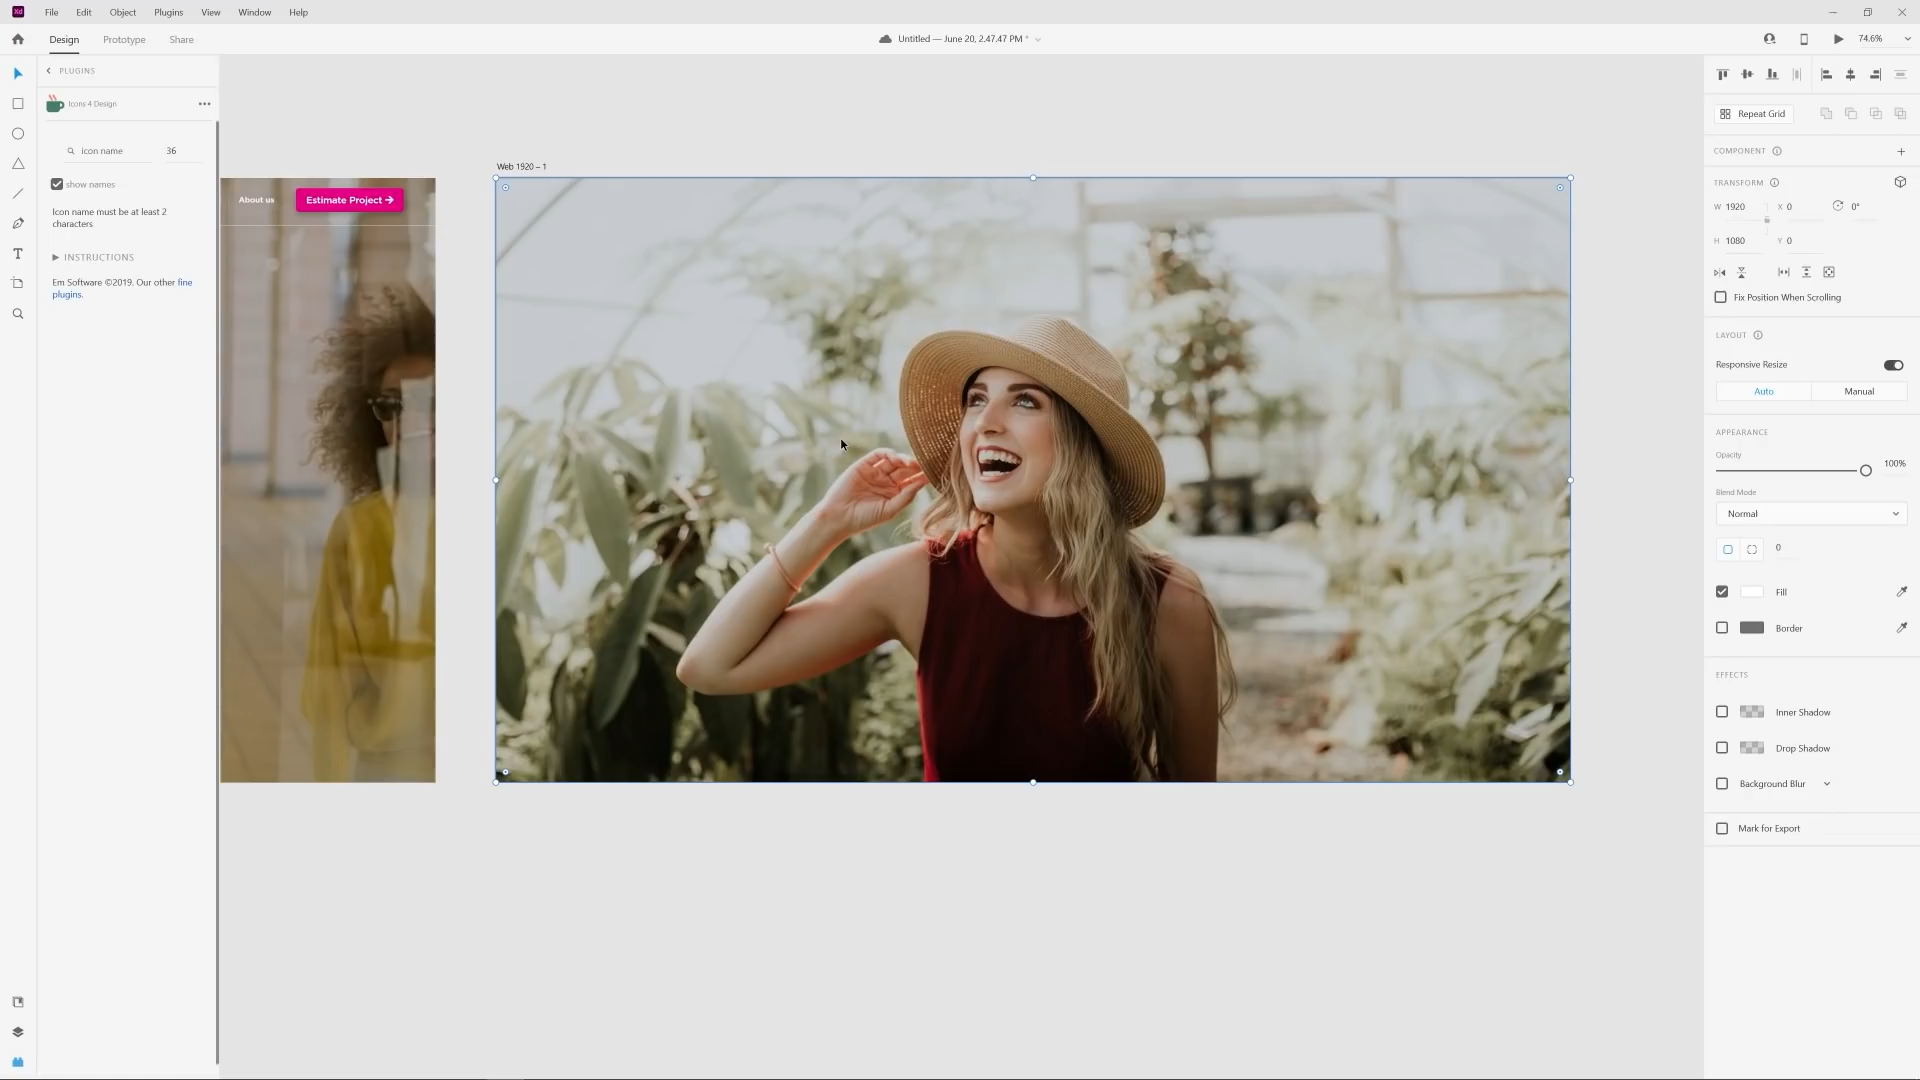 Xd File Edit Object Plugins View Window Help
Design Prototype Share
Untitled — June 20, 2.47.47 PM *
74.6%
PLUGINS
Icons 4 Design
icon name 36
show names
Icon name must be at least 2
characters
INSTRUCTIONS
Em Software ©2019. Our other fine
plugins.
About us
Estimate Project
Web 1920 – 1
Repeat Grid
COMPONENT
TRANSFORM
W 1920 X 0 0°
H 1080 Y 0
Fix Position When Scrolling
LAYOUT
Responsive Resize
Auto Manual
APPEARANCE
Opacity
100%
Blend Mode
Normal
0
Fill
Border
EFFECTS
Inner Shadow
Drop Shadow
Background Blur
Mark for Export